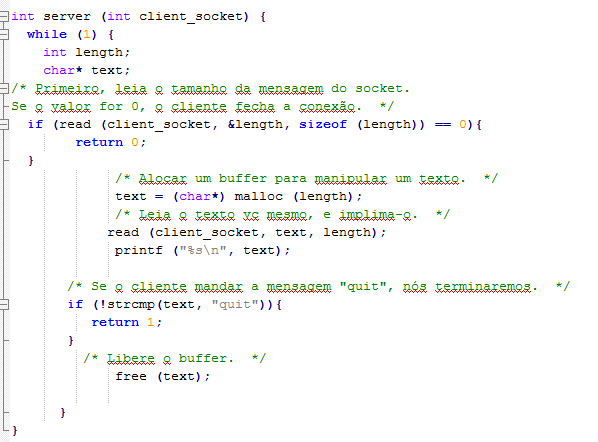 int server (int client_socket) {
while (1) {
int length;
char* text;
/* Primeiro, leia o tamanho da mensagem do socket.
Se o valor for 0, o cliente fecha a conexão.  */
if (read (client_socket, &length, sizeof (length)) == 0){
return 0;
}
/* Alocar um buffer para manipular um texto.  */
text = (char*) malloc (length);
/* Leia o texto vc mesmo, e implima-o.  */
read (client_socket, text, length);
printf ("%s\n", text);
/* Se o cliente mandar a mensagem "quit", nós terminaremos.  */
if (!strcmp(text, "quit")){
return 1;
}
/* Libere o buffer.  */
free (text);
}
}